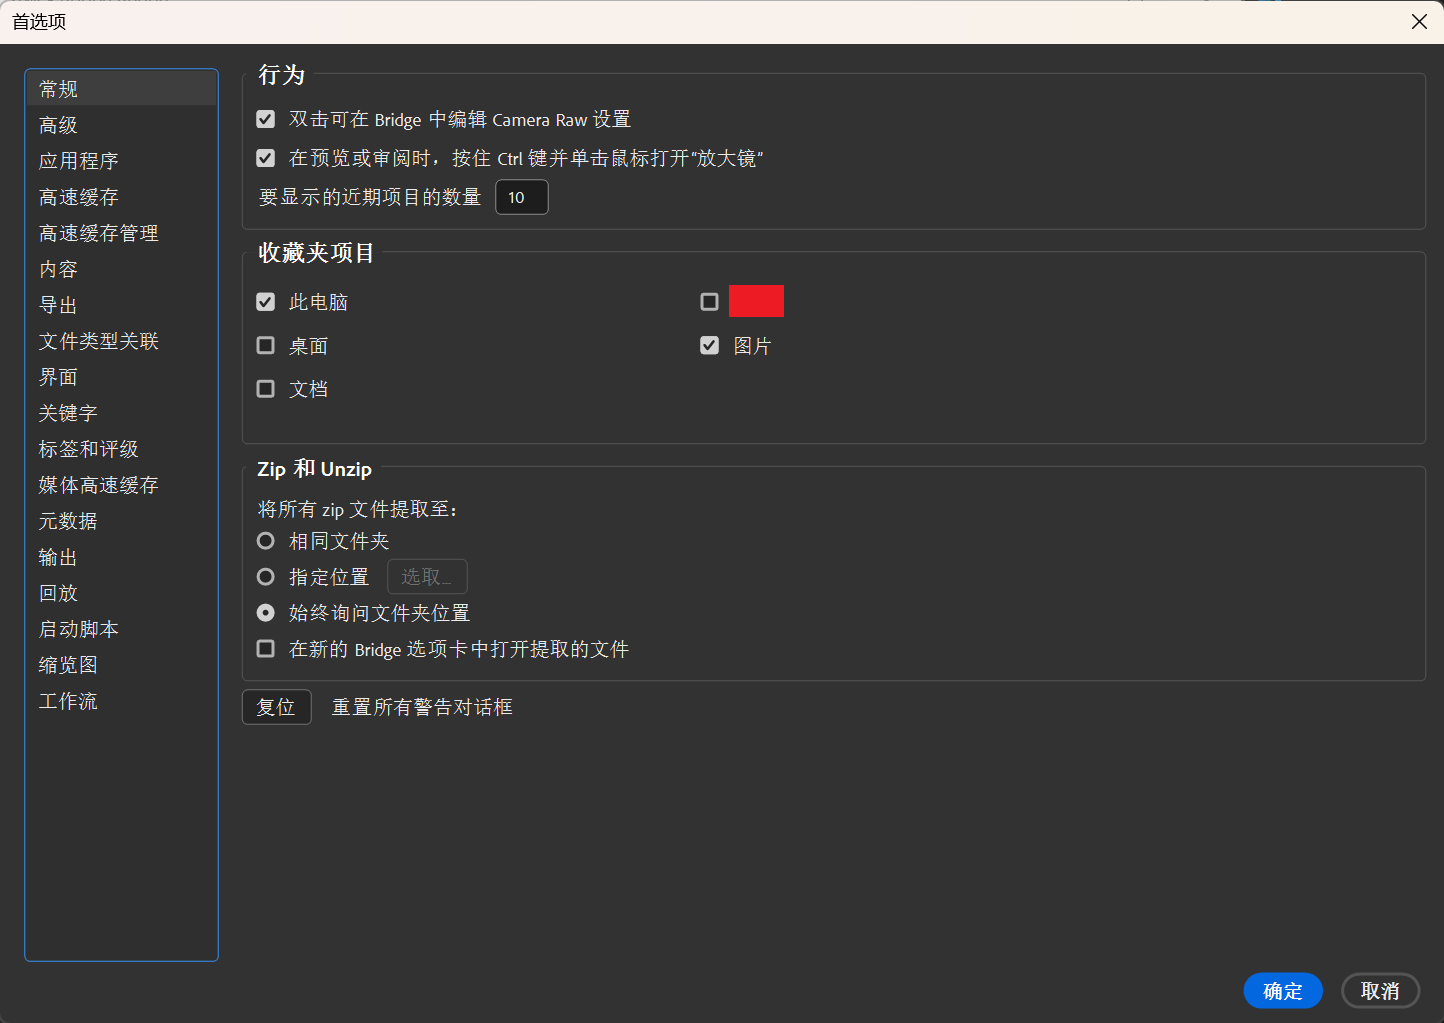 首选项
常规
高级
应用程序
高速缓存
高速缓存管理
内容
导出
文件类型关联
界面
关键字
标签和评级
媒体高速缓存
元数据
输出
回放
启动脚本
缩览图
工作流
行为
双击可在 Bridge 中编辑 Camera Raw 设置
在预览或审阅时，按住 Ctrl 键并单击鼠标打开“放大镜”
要显示的近期项目的数量 10
收藏夹项目
此电脑
桌面 图片
文档
Zip 和 Unzip
将所有 zip 文件提取至：
相同文件夹
指定位置 选取...
始终询问文件夹位置
在新的 Bridge 选项卡中打开提取的文件
复位 重置所有警告对话框
确定 取消